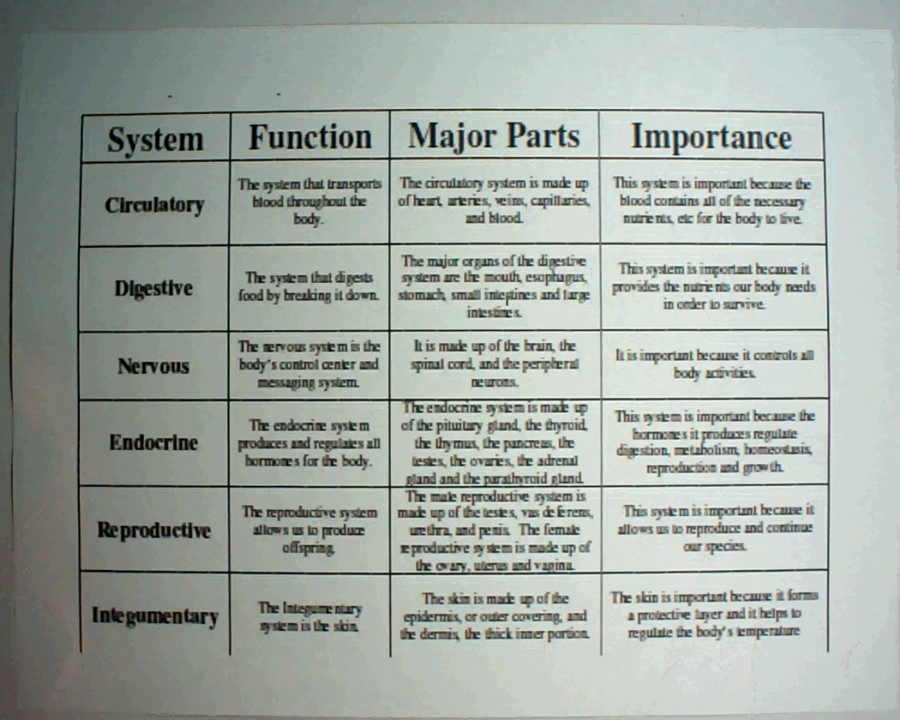 System Function Major Parts Importance
Circulatory
The system that transports
blood throughout the
body.
The circulatory system is made up
of heart, arteries, veins, capillaries,
and blood.
This system is important because the
blood contains all of the necessary
nutrients, etc for the body to live.
Digestive
The system that digests
food by breaking it down.
The major organs of the digestive
system are the mouth, esophagus,
stomach, small intestines and large
intestines.
This system is important because it
provides the nutrients our body needs
in order to survive.
Nervous
The nervous system is the
body's control center and
messaging system.
It is made up of the brain, the
spinal cord, and the peripheral
neurons.
It is important because it controls all
body activities.
Endocrine
The endocrine system
produces and regulates all
hormones for the body.
The endocrine system is made up
of the pituitary gland, the thyroid,
the thymus, the pancreas, the
testes, the ovaries, the adrenal
gland and the parathyroid gland.
This system is important because the
hormones it produces regulate
digestion, metabolism, homeostasis,
reproduction and growth.
Reproductive
The reproductive system
allows us to produce
offspring.
The male reproductive system is
made up of the testes, vas deferens,
urethra, and penis. The female
reproductive system is made up of
the ovary, uterus and vagina.
This system is important because it
allows us to reproduce and continue
our species.
Integumentary
The Integumentary
system is the skin.
The skin is made up of the
epidermis, or outer covering, and
the dermis, the thick inner portion.
The skin is important because it forms
a protective layer and it helps to
regulate the body's temperature